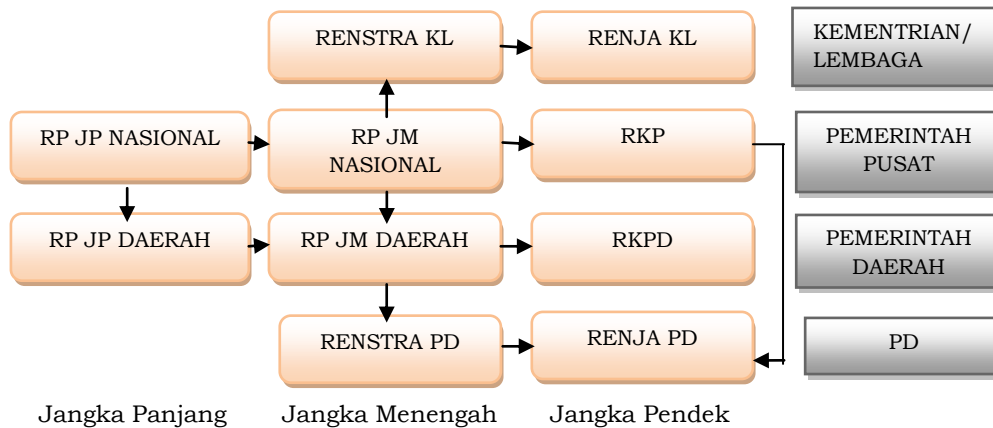 RENSTRA KL
RENJA KL
KEMENTRIAN/
LEMBAGA
RP JP NASIONAL
RP JM
NASIONAL
RKP
PEMERINTAH
PUSAT
RP JP DAERAH
RP JM DAERAH
RKPD
PEMERINTAH
DAERAH
RENSTRA PD
RENJA PD
PD
Jangka Panjang
Jangka Menengah
Jangka Pendek